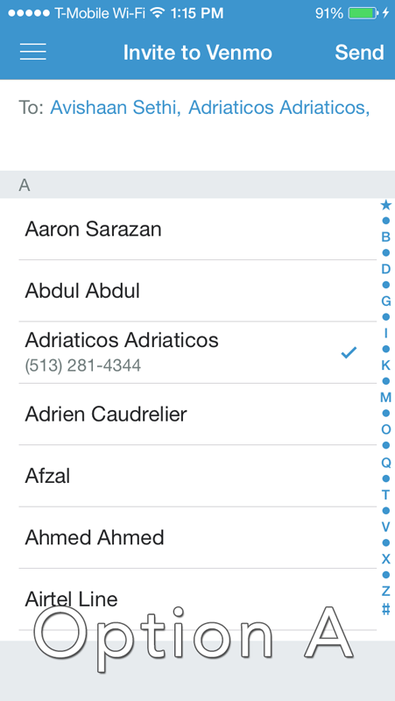 T-Mobile Wi-Fi 1:15 PM 91%
Invite to Venmo Send
To: Avishaan Sethi, Adriaticos Adriaticos,
A
Aaron Sarazan
Abdul Abdul
Adriaticos Adriaticos
(513) 281-4344
Adrien Caudrelier
Afzal
Ahmed Ahmed
Airtel Line
Option A
★
B
D
G
I
K
M
O
Q
T
V
X
Z
#